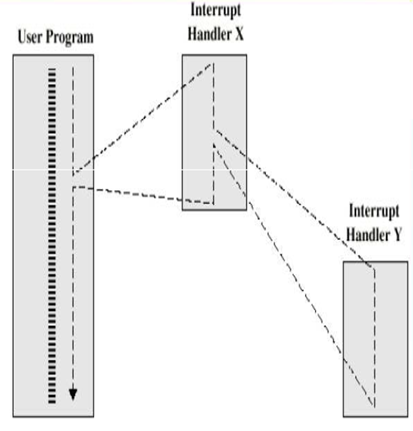 Interrupt
Handler X
User Program
Interrupt
Handler Y